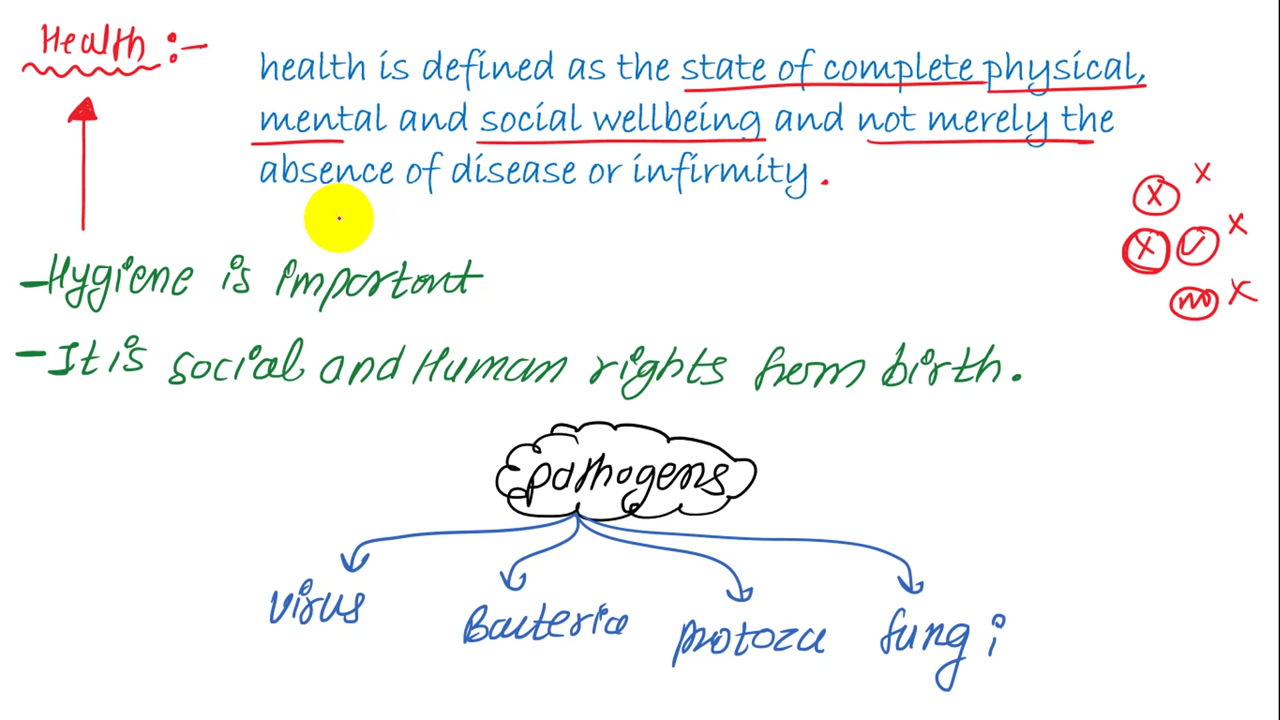 Health :-
health is defined as the state of complete physical,
mental and social wellbeing and not merely the
absence of disease or infirmity.
x
x
x ✓ x
no x
-Hygiene is important
- It is social and Human rights from birth.
pathogens
virus Bacteria protoza fungi